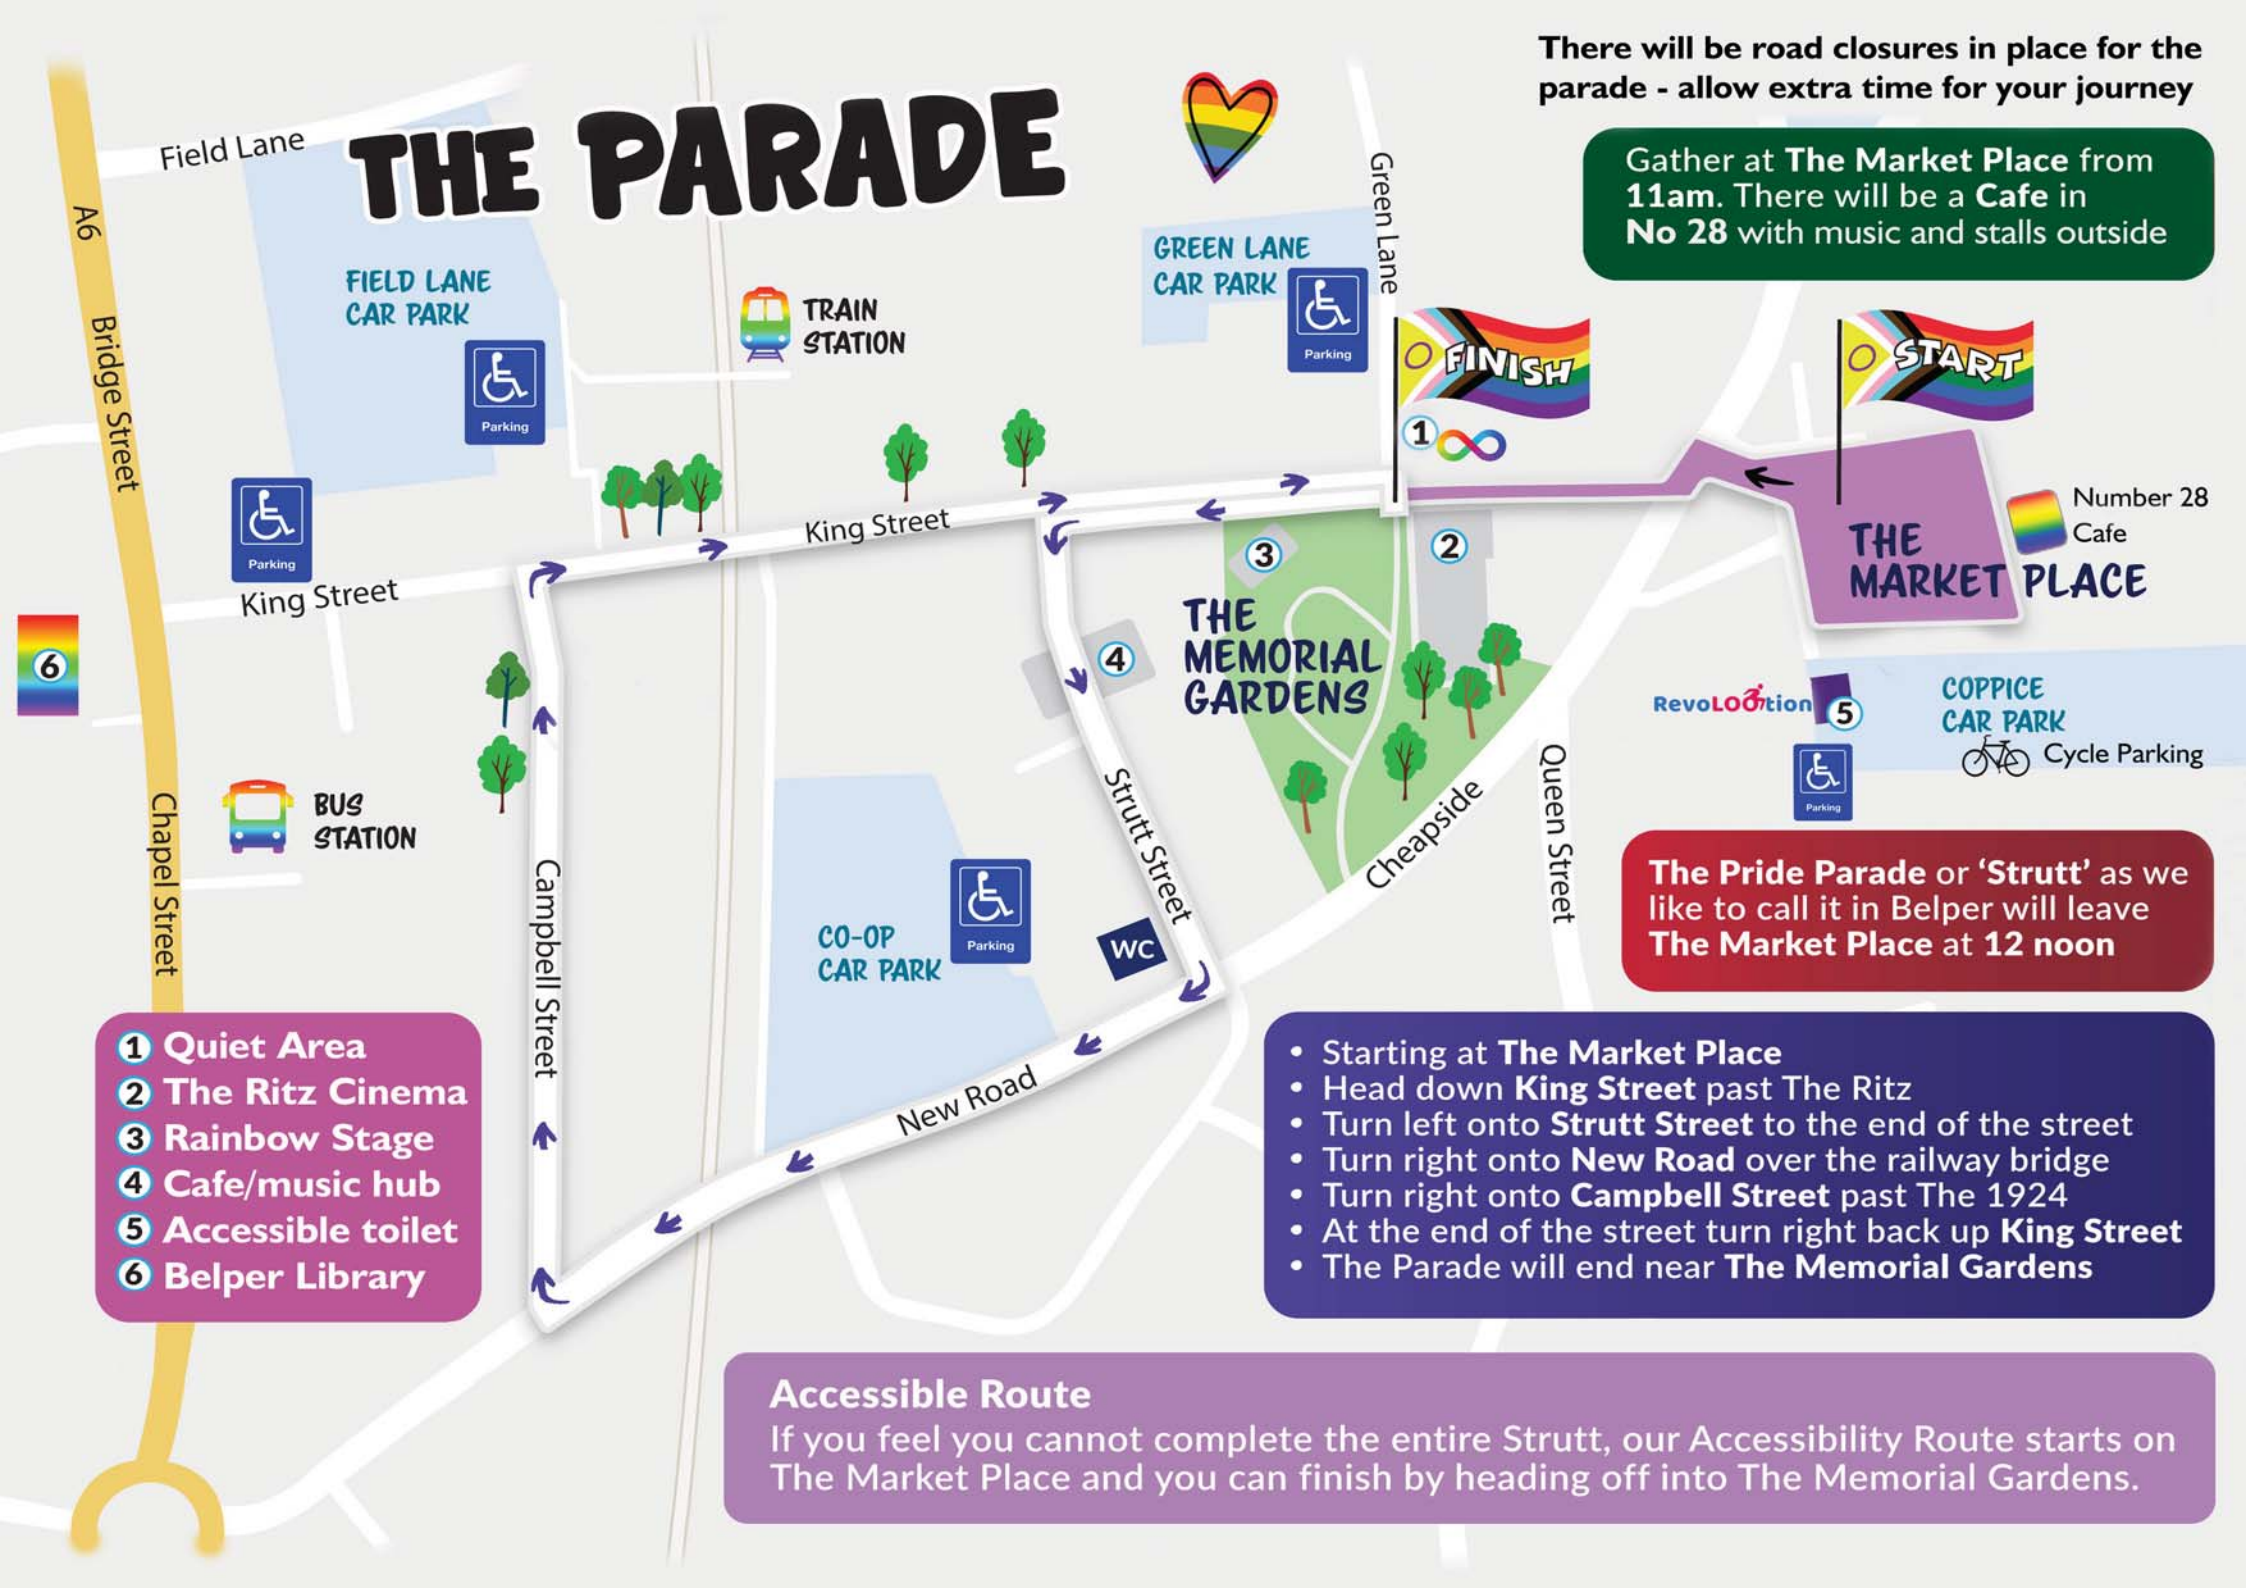 There will be road closures in place for the
parade - allow extra time for your journey
THE PARADE
Gather at The Market Place from
11am. There will be a Cafe in
No 28 with music and stalls outside
Field Lane
A6
Bridge Street
FIELD LANE
CAR PARK
Parking
TRAIN
STATION
GREEN LANE
CAR PARK
Parking
Green Lane
FINISH
START
1
Number 28
Cafe
THE
MARKET PLACE
Parking
King Street
King Street
3
2
THE
MEMORIAL
GARDENS
4
6
RevoLOOtion
5
COPPICE
CAR PARK
Cycle Parking
Parking
BUS
STATION
Chapel Street
Campbell Street
Strutt Street
Cheapside
Queen Street
CO-OP
CAR PARK
Parking
WC
New Road
The Pride Parade or ‘Strutt’ as we
like to call it in Belper will leave
The Market Place at 12 noon
1 Quiet Area
2 The Ritz Cinema
3 Rainbow Stage
4 Cafe/music hub
5 Accessible toilet
6 Belper Library
• Starting at The Market Place
• Head down King Street past The Ritz
• Turn left onto Strutt Street to the end of the street
• Turn right onto New Road over the railway bridge
• Turn right onto Campbell Street past The 1924
• At the end of the street turn right back up King Street
• The Parade will end near The Memorial Gardens
Accessible Route
If you feel you cannot complete the entire Strutt, our Accessibility Route starts on
The Market Place and you can finish by heading off into The Memorial Gardens.